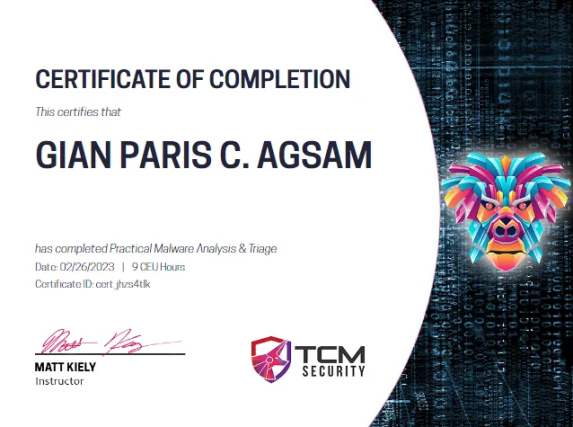 CERTIFICATE OF COMPLETION
This certifies that
GIAN PARIS C. AGSAM
has completed Practical Malware Analysis & Triage
Date: 02/26/2023 | 9 CEU Hours
Certificate ID: cert_jhzs4tlk
MATT KIELY
Instructor
TCM
SECURITY